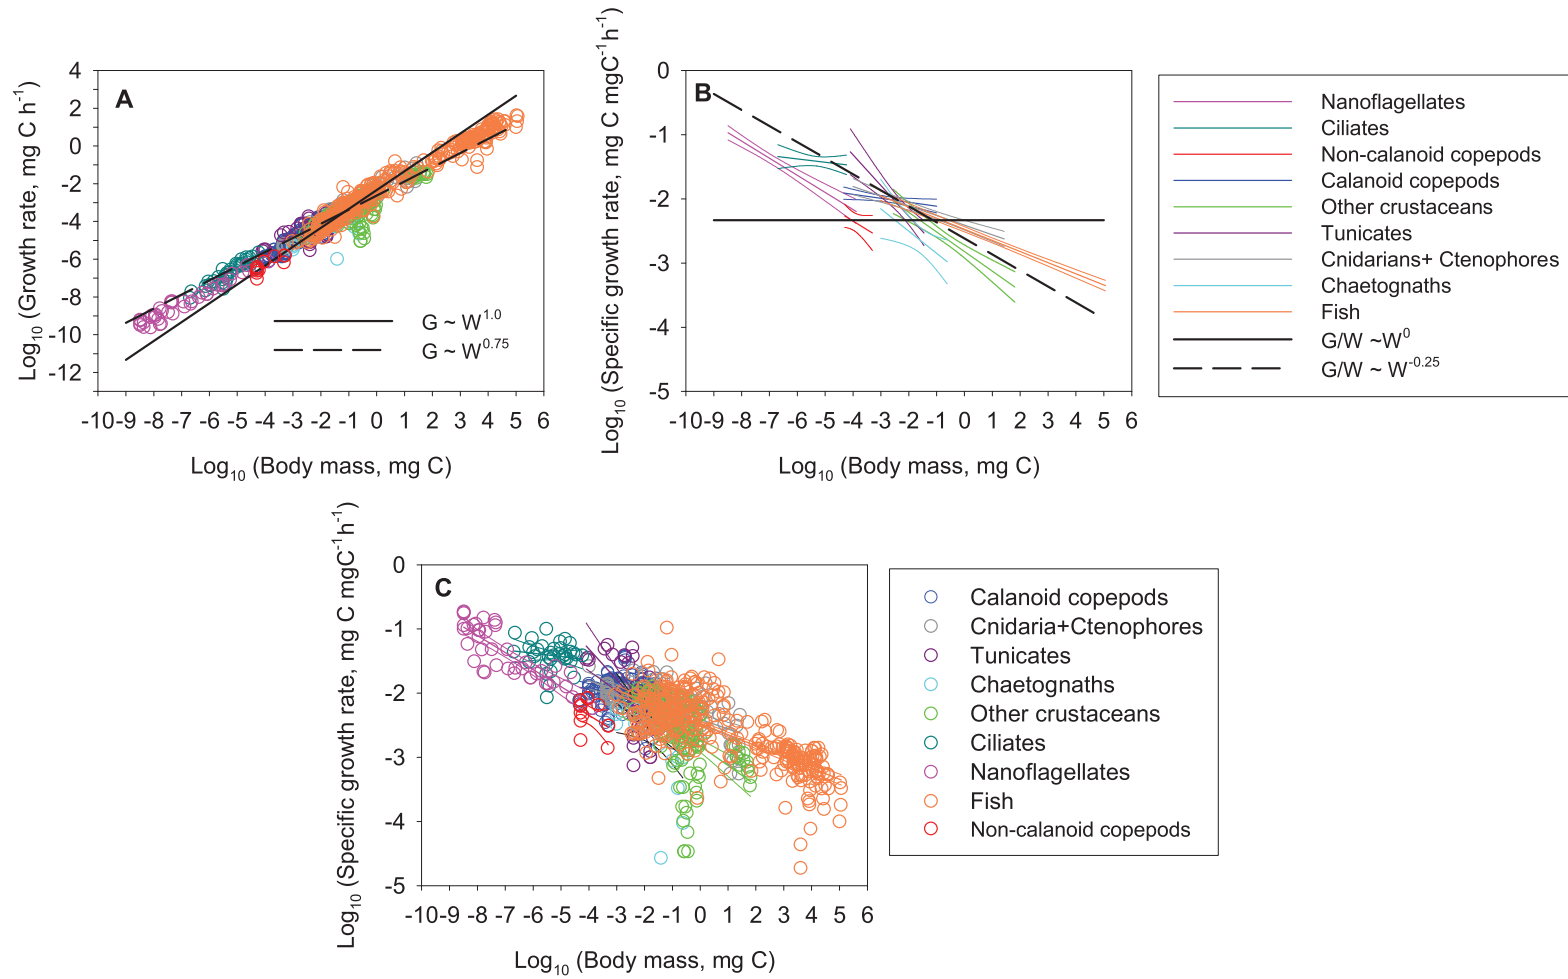 A
Log10 (Growth rate, mg C h-1)
4
2
0
-2
-4
-6
-8
-10
-12
G ~ W1.0
G ~ W0.75
-10 -9 -8 -7 -6 -5 -4 -3 -2 -1 0 1 2 3 4 5 6
Log10 (Body mass, mg C)
B
Log10 (Specific growth rate, mg C mgC-1h-1)
0
-1
-2
-3
-4
-5
-10 -9 -8 -7 -6 -5 -4 -3 -2 -1 0 1 2 3 4 5 6
Log10 (Body mass, mg C)
Nanoflagellates
Ciliates
Non-calanoid copepods
Calanoid copepods
Other crustaceans
Tunicates
Cnidarians+ Ctenophores
Chaetognaths
Fish
G/W ~W0
G/W ~ W-0.25
C
Log10 (Specific growth rate, mg C mgC-1h-1)
0
-1
-2
-3
-4
-5
-10 -9 -8 -7 -6 -5 -4 -3 -2 -1 0 1 2 3 4 5 6
Log10 (Body mass, mg C)
Calanoid copepods
Cnidaria+Ctenophores
Tunicates
Chaetognaths
Other crustaceans
Ciliates
Nanoflagellates
Fish
Non-calanoid copepods